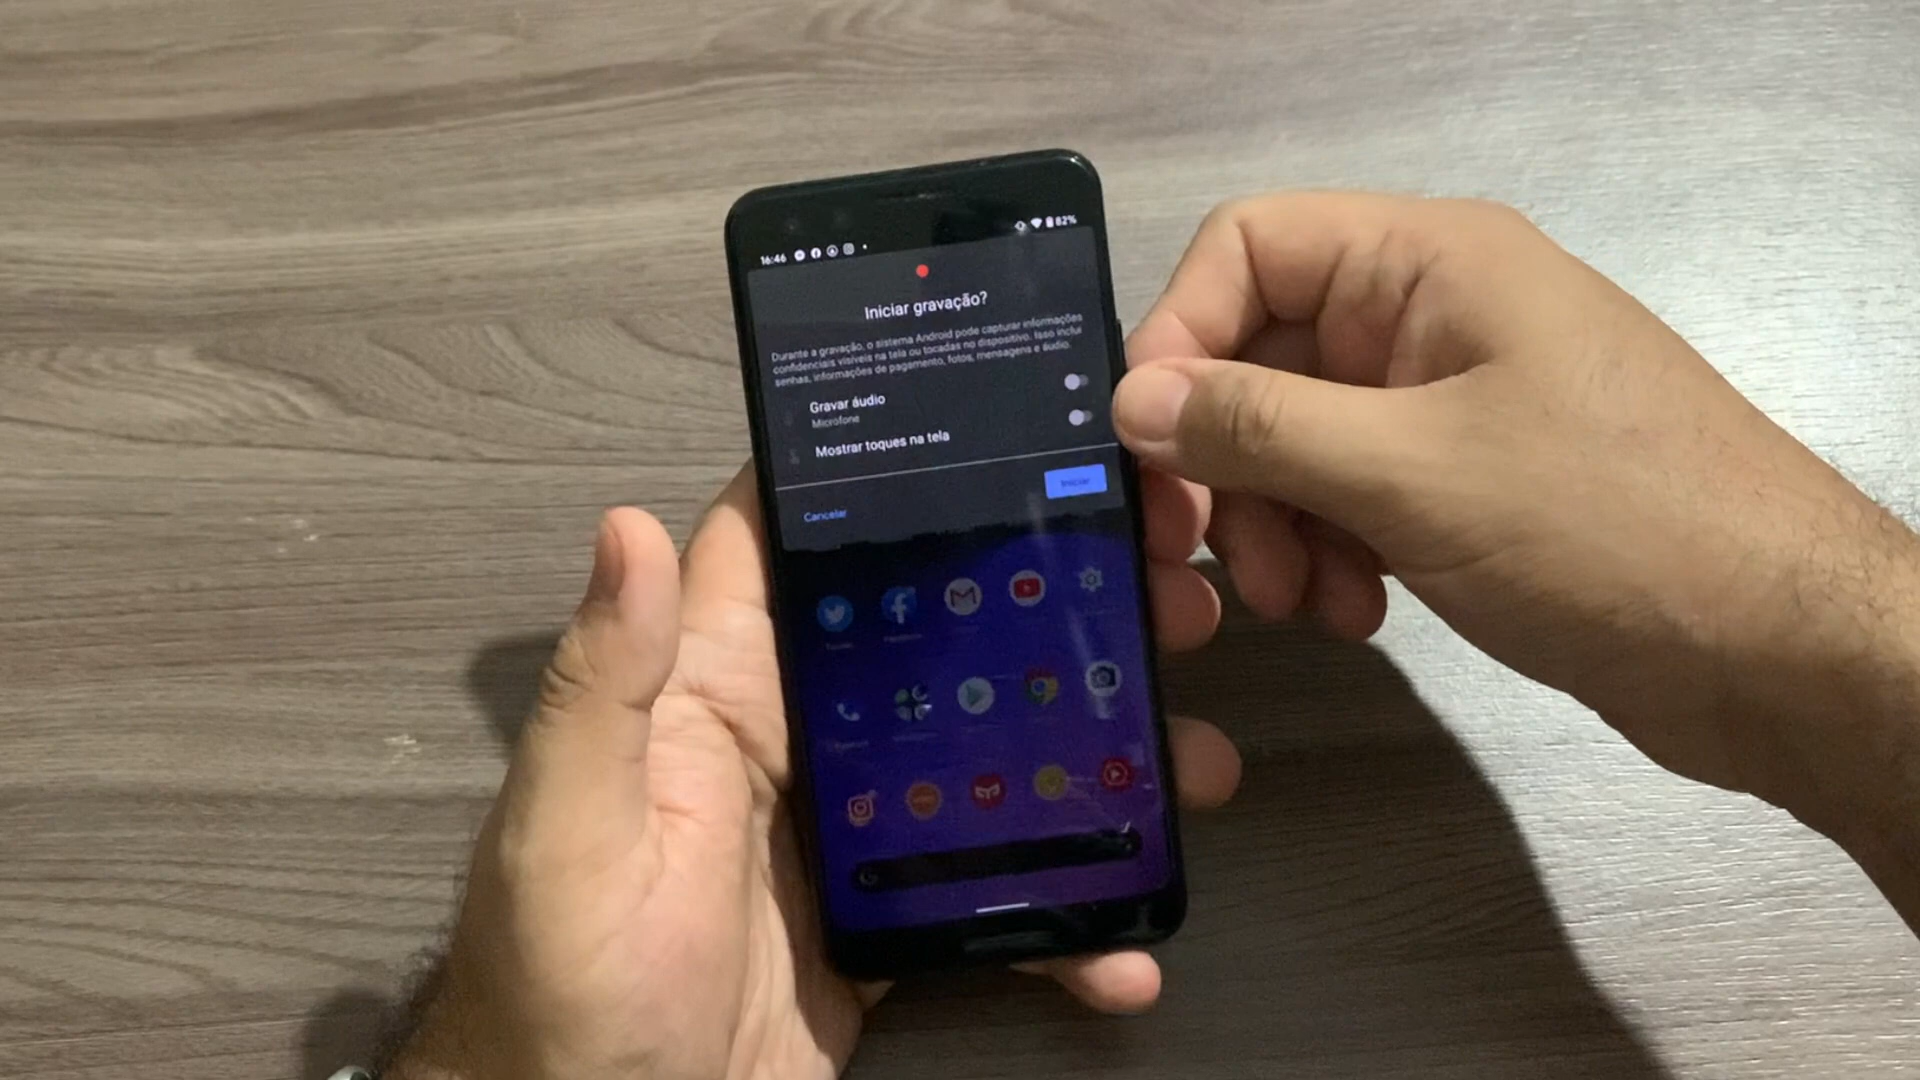 16:46
82%
Iniciar gravação?
Durante a gravação, o sistema Android pode capturar informações
confidenciais visíveis na tela ou tocadas no dispositivo. Isso inclui
senhas, informações de pagamento, fotos, mensagens e áudio.
Gravar áudio
Microfone
Mostrar toques na tela
Iniciar
Cancelar